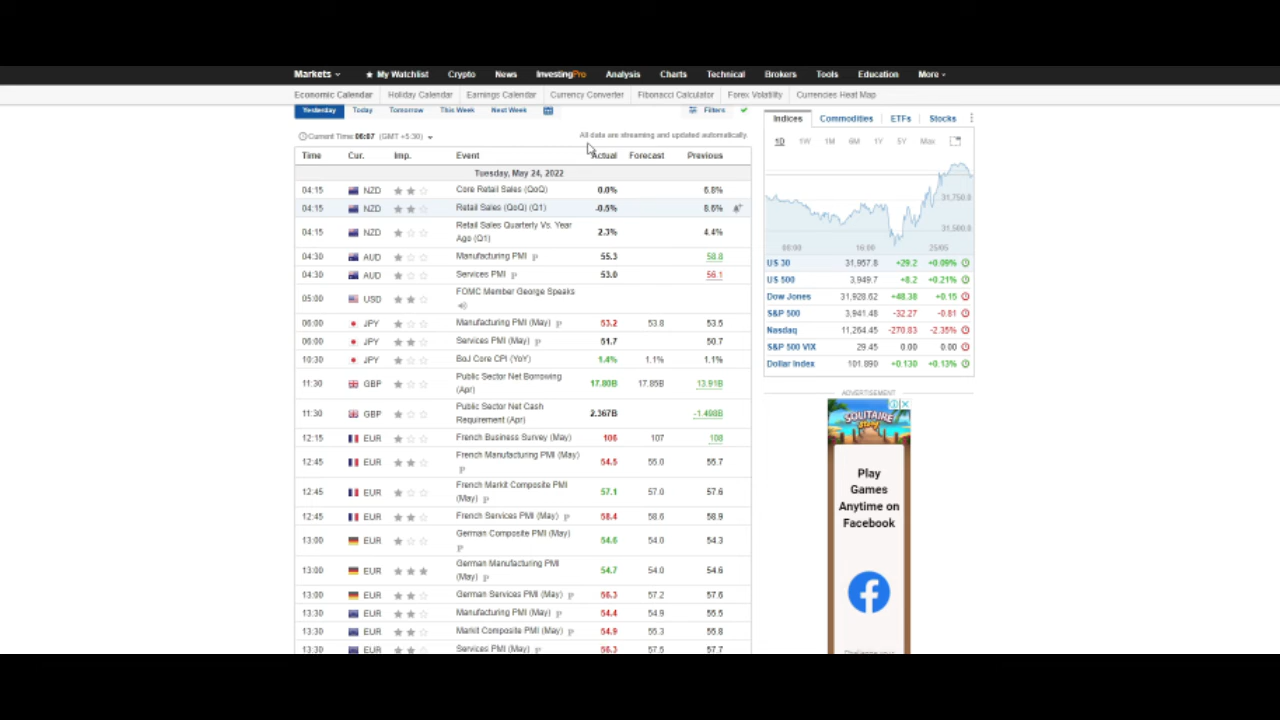 Markets My Watchlist Crypto News InvestingPro Analysis Charts Technical Brokers Tools Education More
Economic Calendar Holiday Calendar Earnings Calendar Currency Converter Fibonacci Calculator Forex Volatility Currencies Heat Map
Yesterday Today Tomorrow This Week Next Week Filters
Current Time: 06:07 (GMT +5:30) All data are streaming and updated automatically.
Time Cur. Imp. Event Actual Forecast Previous
Tuesday, May 24, 2022
04:15 NZD Core Retail Sales (QoQ) 0.0% 6.8%
04:15 NZD Retail Sales (QoQ) (Q1) -0.5% 8.6%
04:15 NZD Retail Sales Quarterly Vs. Year 2.3% 4.4%
Ago (Q1)
04:30 AUD Manufacturing PMI P 55.3 58.8
04:30 AUD Services PMI P 53.0 56.1
05:00 USD FOMC Member George Speaks
06:00 JPY Manufacturing PMI (May) P 53.2 53.8 53.5
06:00 JPY Services PMI (May) P 51.7 50.7
10:30 JPY BoJ Core CPI (YoY) 1.4% 1.1% 1.1%
11:30 GBP Public Sector Net Borrowing 17.80B 17.85B 13.91B
(Apr)
11:30 GBP Public Sector Net Cash 2.367B -1.498B
Requirement (Apr)
12:15 EUR French Business Survey (May) 106 107 108
12:45 EUR French Manufacturing PMI (May) 54.5 55.0 55.7
P
12:45 EUR French Markit Composite PMI 57.1 57.0 57.6
(May) P
12:45 EUR French Services PMI (May) P 58.4 58.6 58.9
13:00 EUR German Composite PMI (May) 54.6 54.0 54.3
P
13:00 EUR German Manufacturing PMI 54.7 54.0 54.6
(May) P
13:00 EUR German Services PMI (May) P 56.3 57.2 57.6
13:30 EUR Manufacturing PMI (May) P 54.4 54.9 55.5
13:30 EUR Markit Composite PMI (May) P 54.9 55.3 55.8
13:30 EUR Services PMI (May) P 56.3 57.5 57.7
Indices Commodities ETFs Stocks
1D 1W 1M 6M 1Y 5Y Max
31,750.0
31,500.0
08:00 16:00 25/05
US 30 31,957.8 +29.2 +0.09%
US 500 3,949.7 +8.2 +0.21%
Dow Jones 31,928.62 +48.38 +0.15
S&P 500 3,941.48 -32.27 -0.81
Nasdaq 11,264.45 -270.83 -2.35%
S&P 500 VIX 29.45 0.00 0.00
Dollar Index 101.890 +0.130 +0.13%
ADVERTISEMENT
SOLITAIRE
Play
Games
Anytime on
Facebook